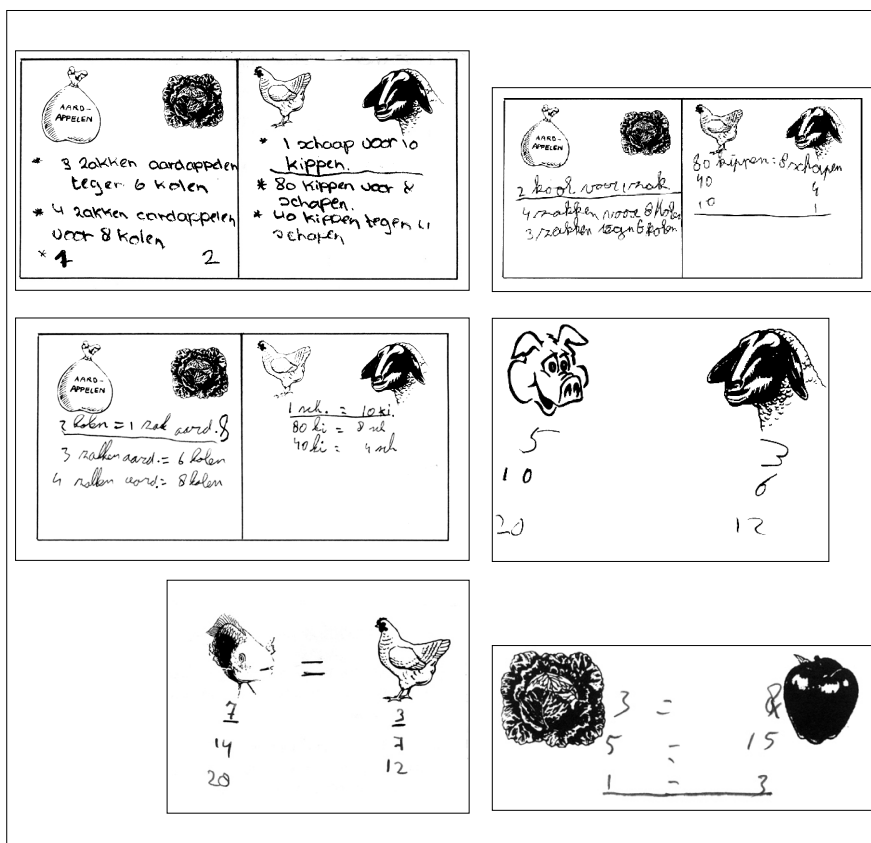 AARD-
APPELEN
* 3 zakken aardappelen
tegen 6 kolen
* 4 zakken aardappelen
voor 8 kolen
* 1 2
* 1 schaap voor 10
kippen.
* 80 kippen voor 8
schapen.
* 40 kippen tegen 4
schapen
AARD-
APPELEN
2 kool voor 1 zak
4 zakken voor 8 kolen
3 zakken tegn 6 kolen
80 kippen = 8 schapen
40 4
10 1
AARD-
APPELEN
2 kolen = 1 zak aard.
3 zakken aard. = 6 kolen
4 zakken aard. = 8 kolen
1 sch. = 10 ki.
80 ki = 8 sch
40 ki = 4 sch
5 3
10 6
20 12
=
7 3
14 7
20 12
3 =
5 = 15
1 = 3